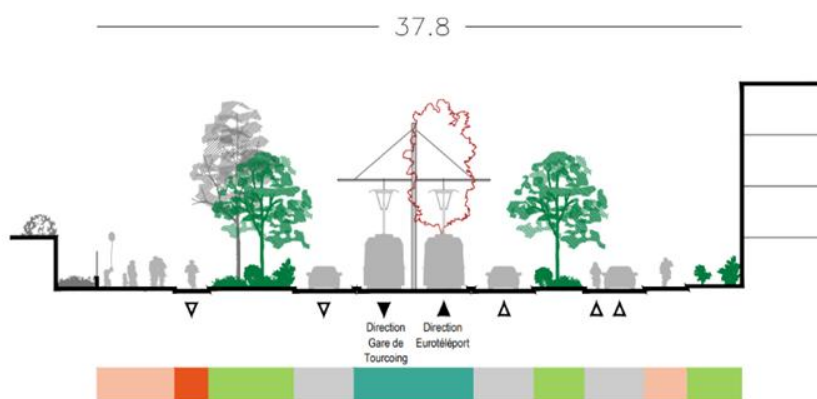 37.8
Direction
Gare de
Tourcoing
Direction
Eurotéléport